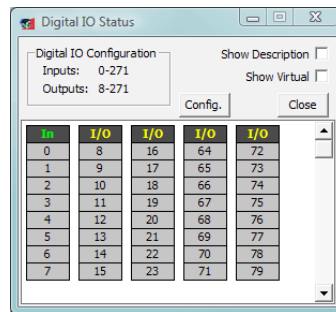 Digital IO Status
Digital IO Configuration
Inputs: 0-271
Outputs: 8-271
Show Description
Show Virtual
Config. Close
In I/O I/O I/O I/O
0 8 16 64 72
1 9 17 65 73
2 10 18 66 74
3 11 19 67 75
4 12 20 68 76
5 13 21 69 77
6 14 22 70 78
7 15 23 71 79